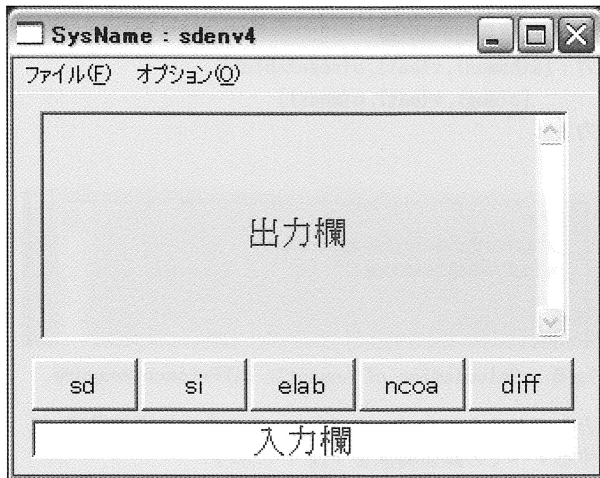 SysName : sdenv4
ファイル(F) オプション(O)
出力欄
sd si elab ncoa diff
入力欄